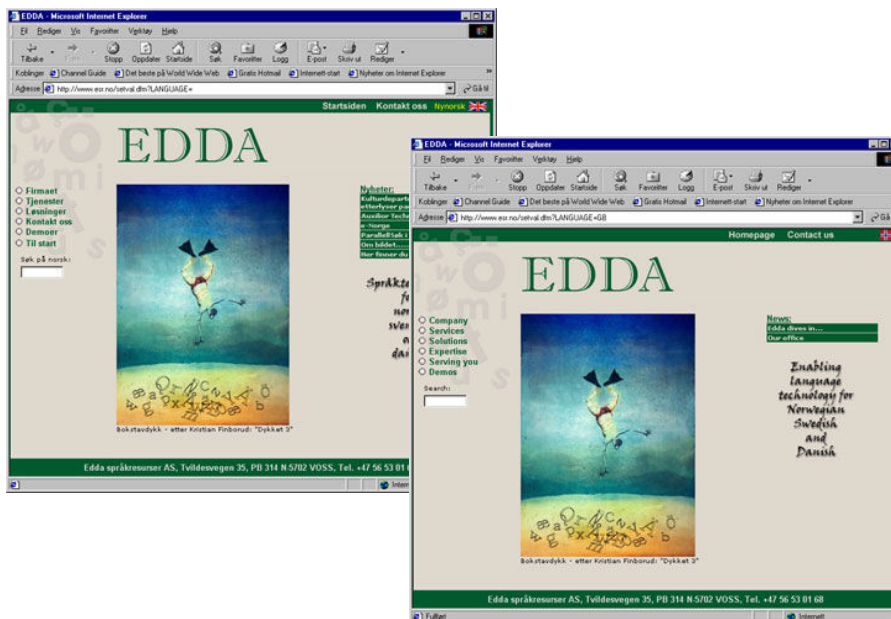 EDDA - Microsoft Internet Explorer
Fil Rediger Vis Favoritter Verktøy Hjelp
Tilbake Stopp Oppdater Startside Søk Favoritter Logg E-post Skriv ut Rediger
Koblinger Channel Guide Det beste på World Wide Web Gratis Hotmail Internett-start Nyheter om Internet Explorer
Adresse http://www.esr.no/setval.dfm?LANGUAGE= Gå til
Startsiden Kontakt oss Nynorsk
EDDA
Firmaet
Tjenester
Løsninger
Kontakt oss
Demoer
Til start
Søk på norsk:
Nyheter:
etterlyser
e-Norge
Om bildet.....
Her finner du
Bokstavdykk - etter Kristian Finborud: "Dykket 3"
Edda språkresurser AS, Tvildesvegen 35, PB 314 N-5702 VOSS, Tel. +47 56 53 01
EDDA - Microsoft Internet Explorer
Fil Rediger Vis Favoritter Verktøy Hjelp
Tilbake Stopp Oppdater Startside Søk Favoritter Logg E-post Skriv ut Rediger
Koblinger Channel Guide Det beste på World Wide Web Gratis Hotmail Internett-start Nyheter om Internet Explorer
Adresse http://www.esr.no/setval.dfm?LANGUAGE=GB
Homepage Contact us
EDDA
Company
Services
Solutions
Expertise
Serving you
Demos
Search:
News:
Edda dives in...
Our office
Enabling
language
technology for
Norwegian
Swedish
and
Danish
Bokstavdykk - etter Kristian Finborud: "Dykket 3"
Edda språkresurser AS, Tvildesvegen 35, PB 314 N-5702 VOSS, Tel. +47 56 53 01 68
Fullført Internett